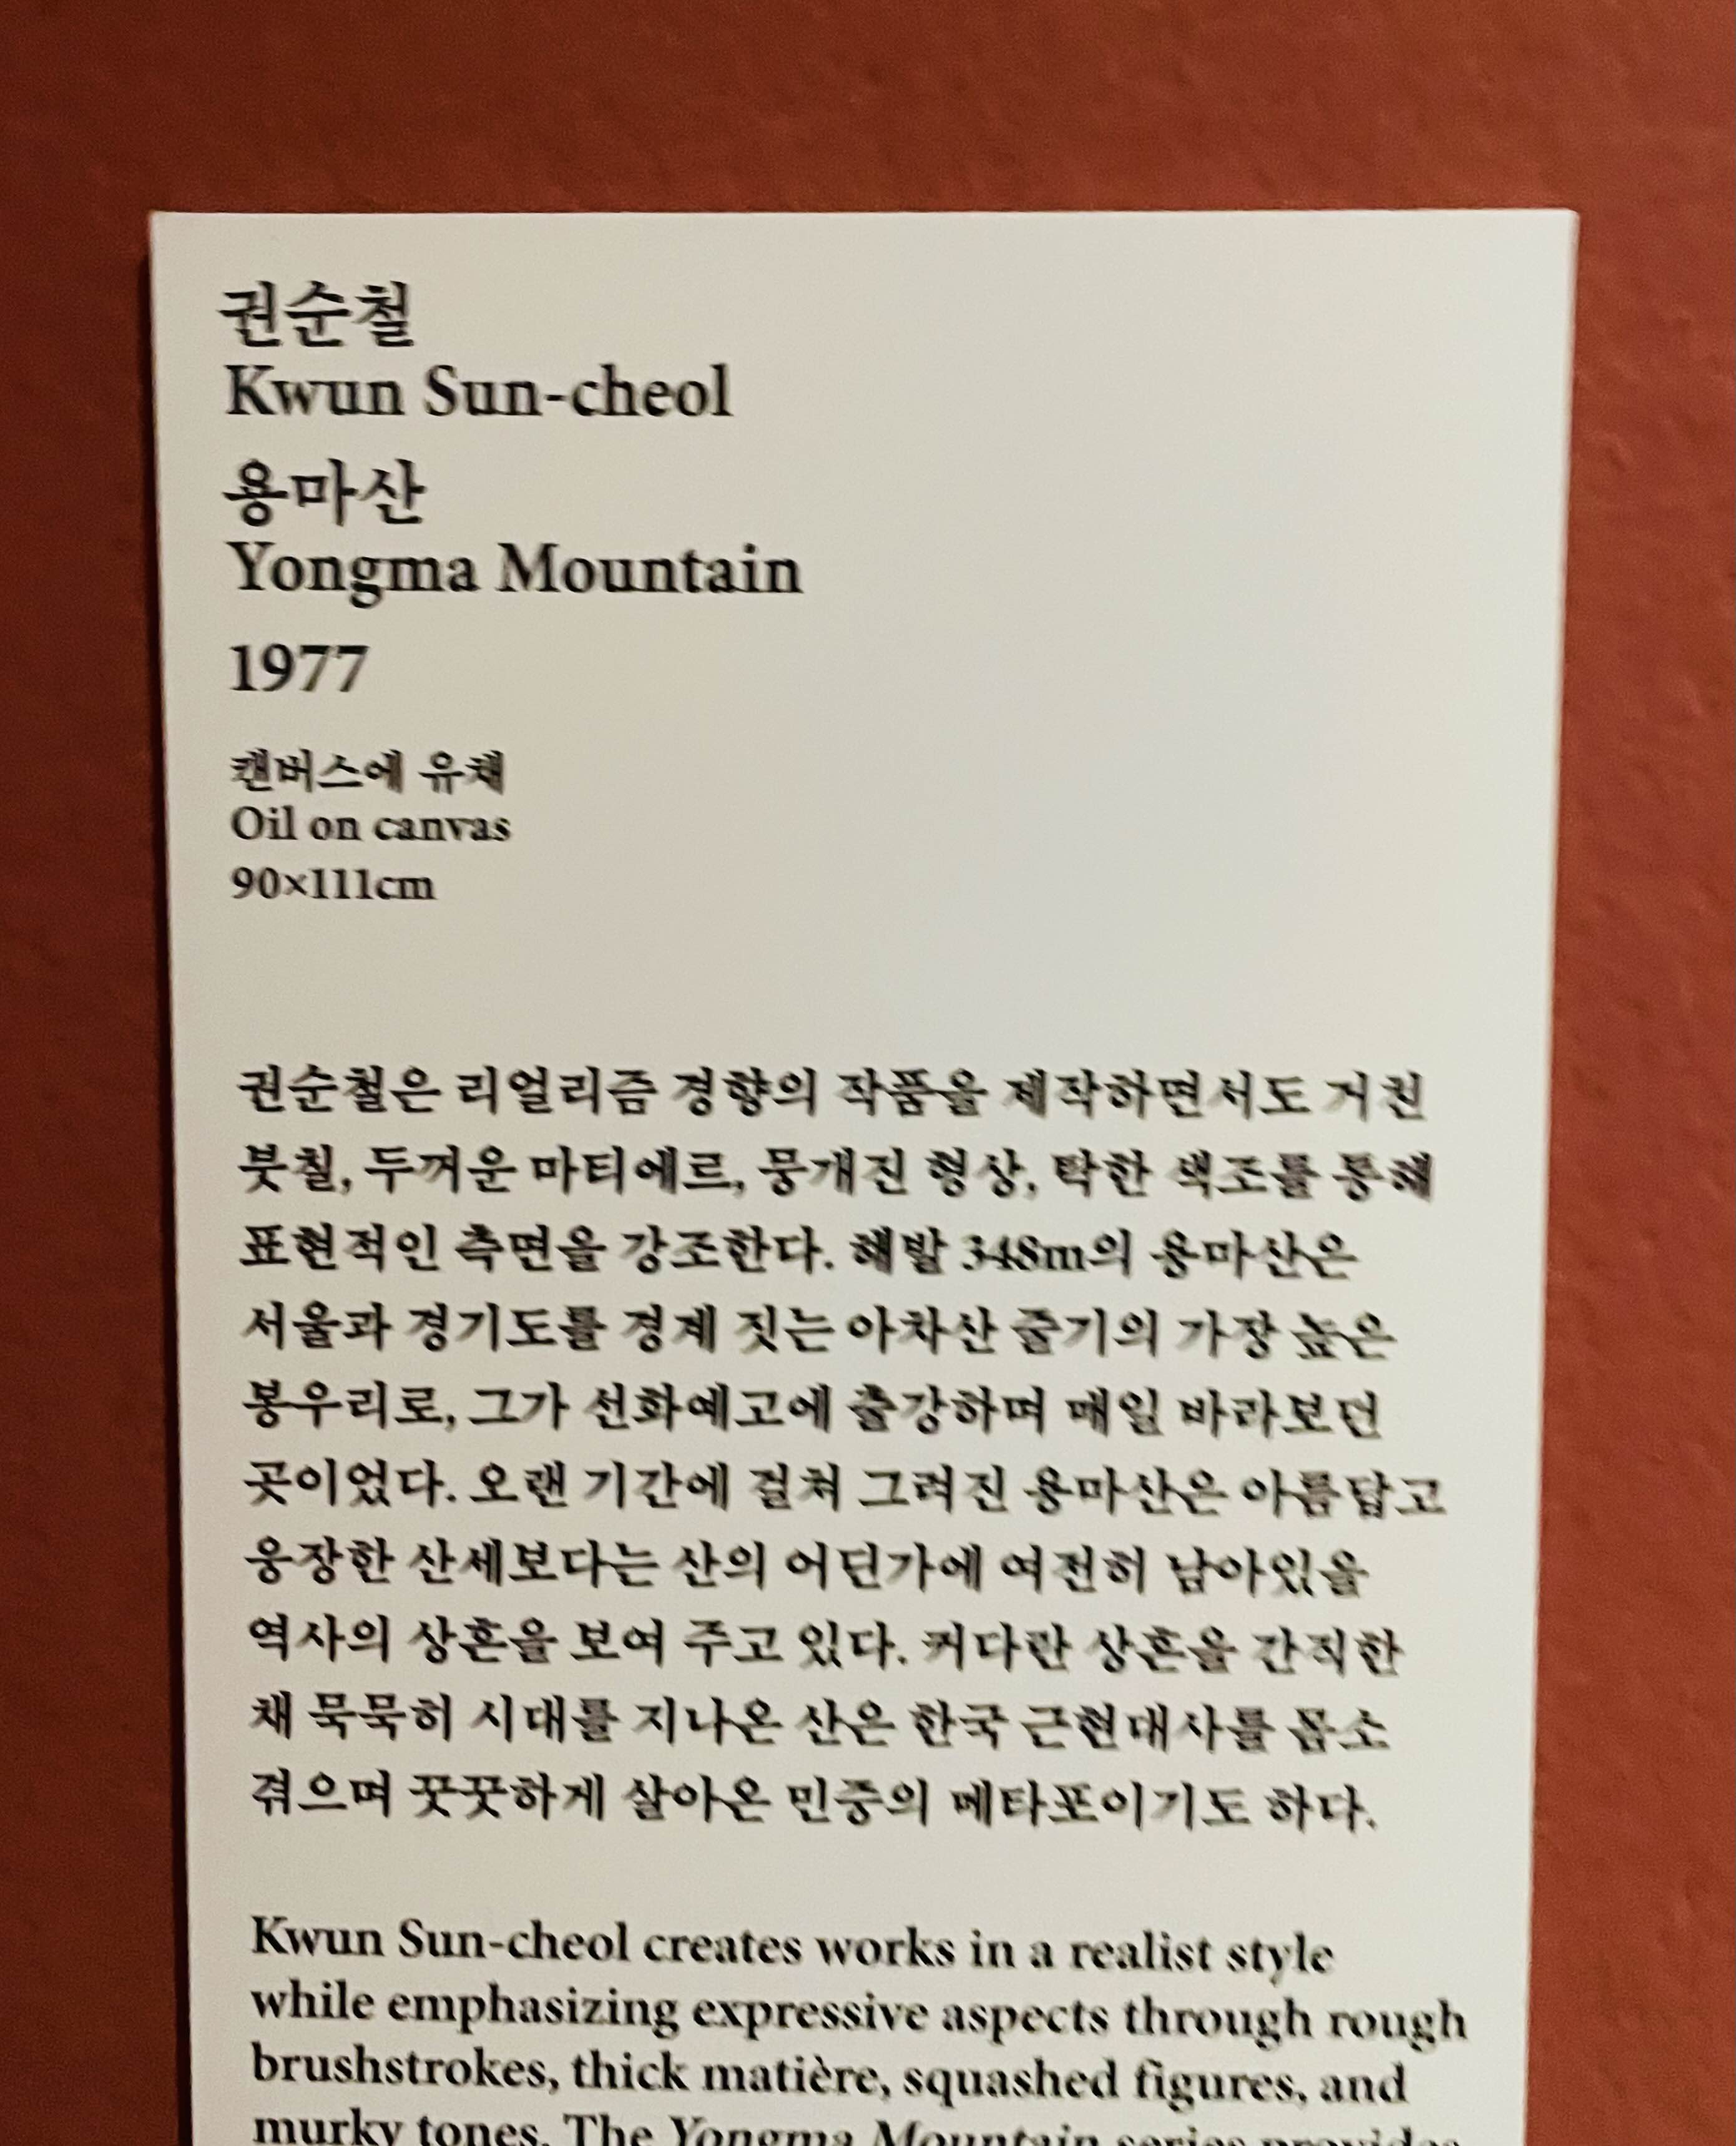 권순철
Kwun Sun-cheol
용마산
Yongma Mountain
1977
캔버스에 유채
Oil on canvas
90×111cm
권순철은 리얼리즘 경향의 작품을 제작하면서도 거친
붓칠, 두꺼운 마티에르, 뭉개진 형상, 탁한 색조를 통해
표현적인 측면을 강조한다. 해발 348m의 용마산은
서울과 경기도를 경계 짓는 아차산 줄기의 가장 높은
봉우리로, 그가 선화예고에 출강하며 매일 바라보던
곳이었다. 오랜 기간에 걸쳐 그려진 용마산은 아름답고
웅장한 산세보다는 산의 어딘가에 여전히 남아있을
역사의 상흔을 보여 주고 있다. 커다란 상흔을 간직한
채 묵묵히 시대를 지나온 산은 한국 근현대사를 몸소
겪으며 꿋꿋하게 살아온 민중의 메타포이기도 하다.
Kwun Sun-cheol creates works in a realist style
while emphasizing expressive aspects through rough
brushstrokes, thick matière, squashed figures, and
murky tones. The Yongma Mountain series provides